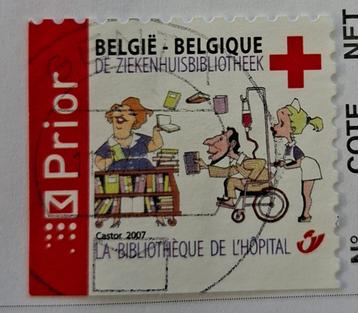 BELGIË - BELGIQUE
DE ZIEKENHUISBIBLIOTHEEK
Prior
Castor 2007
LA BIBLIOTHÈQUE DE L'HÔPITAL
N° COTE NET